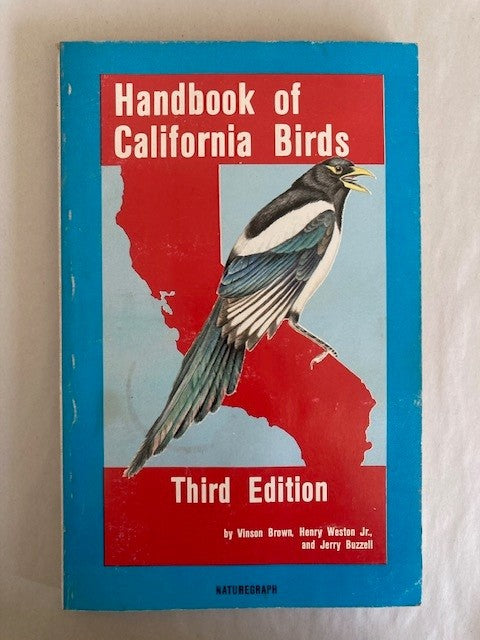 Handbook of
California Birds
Third Edition
by Vinson Brown, Henry Weston Jr.,
and Jerry Buzzell
NATUREGRAPH